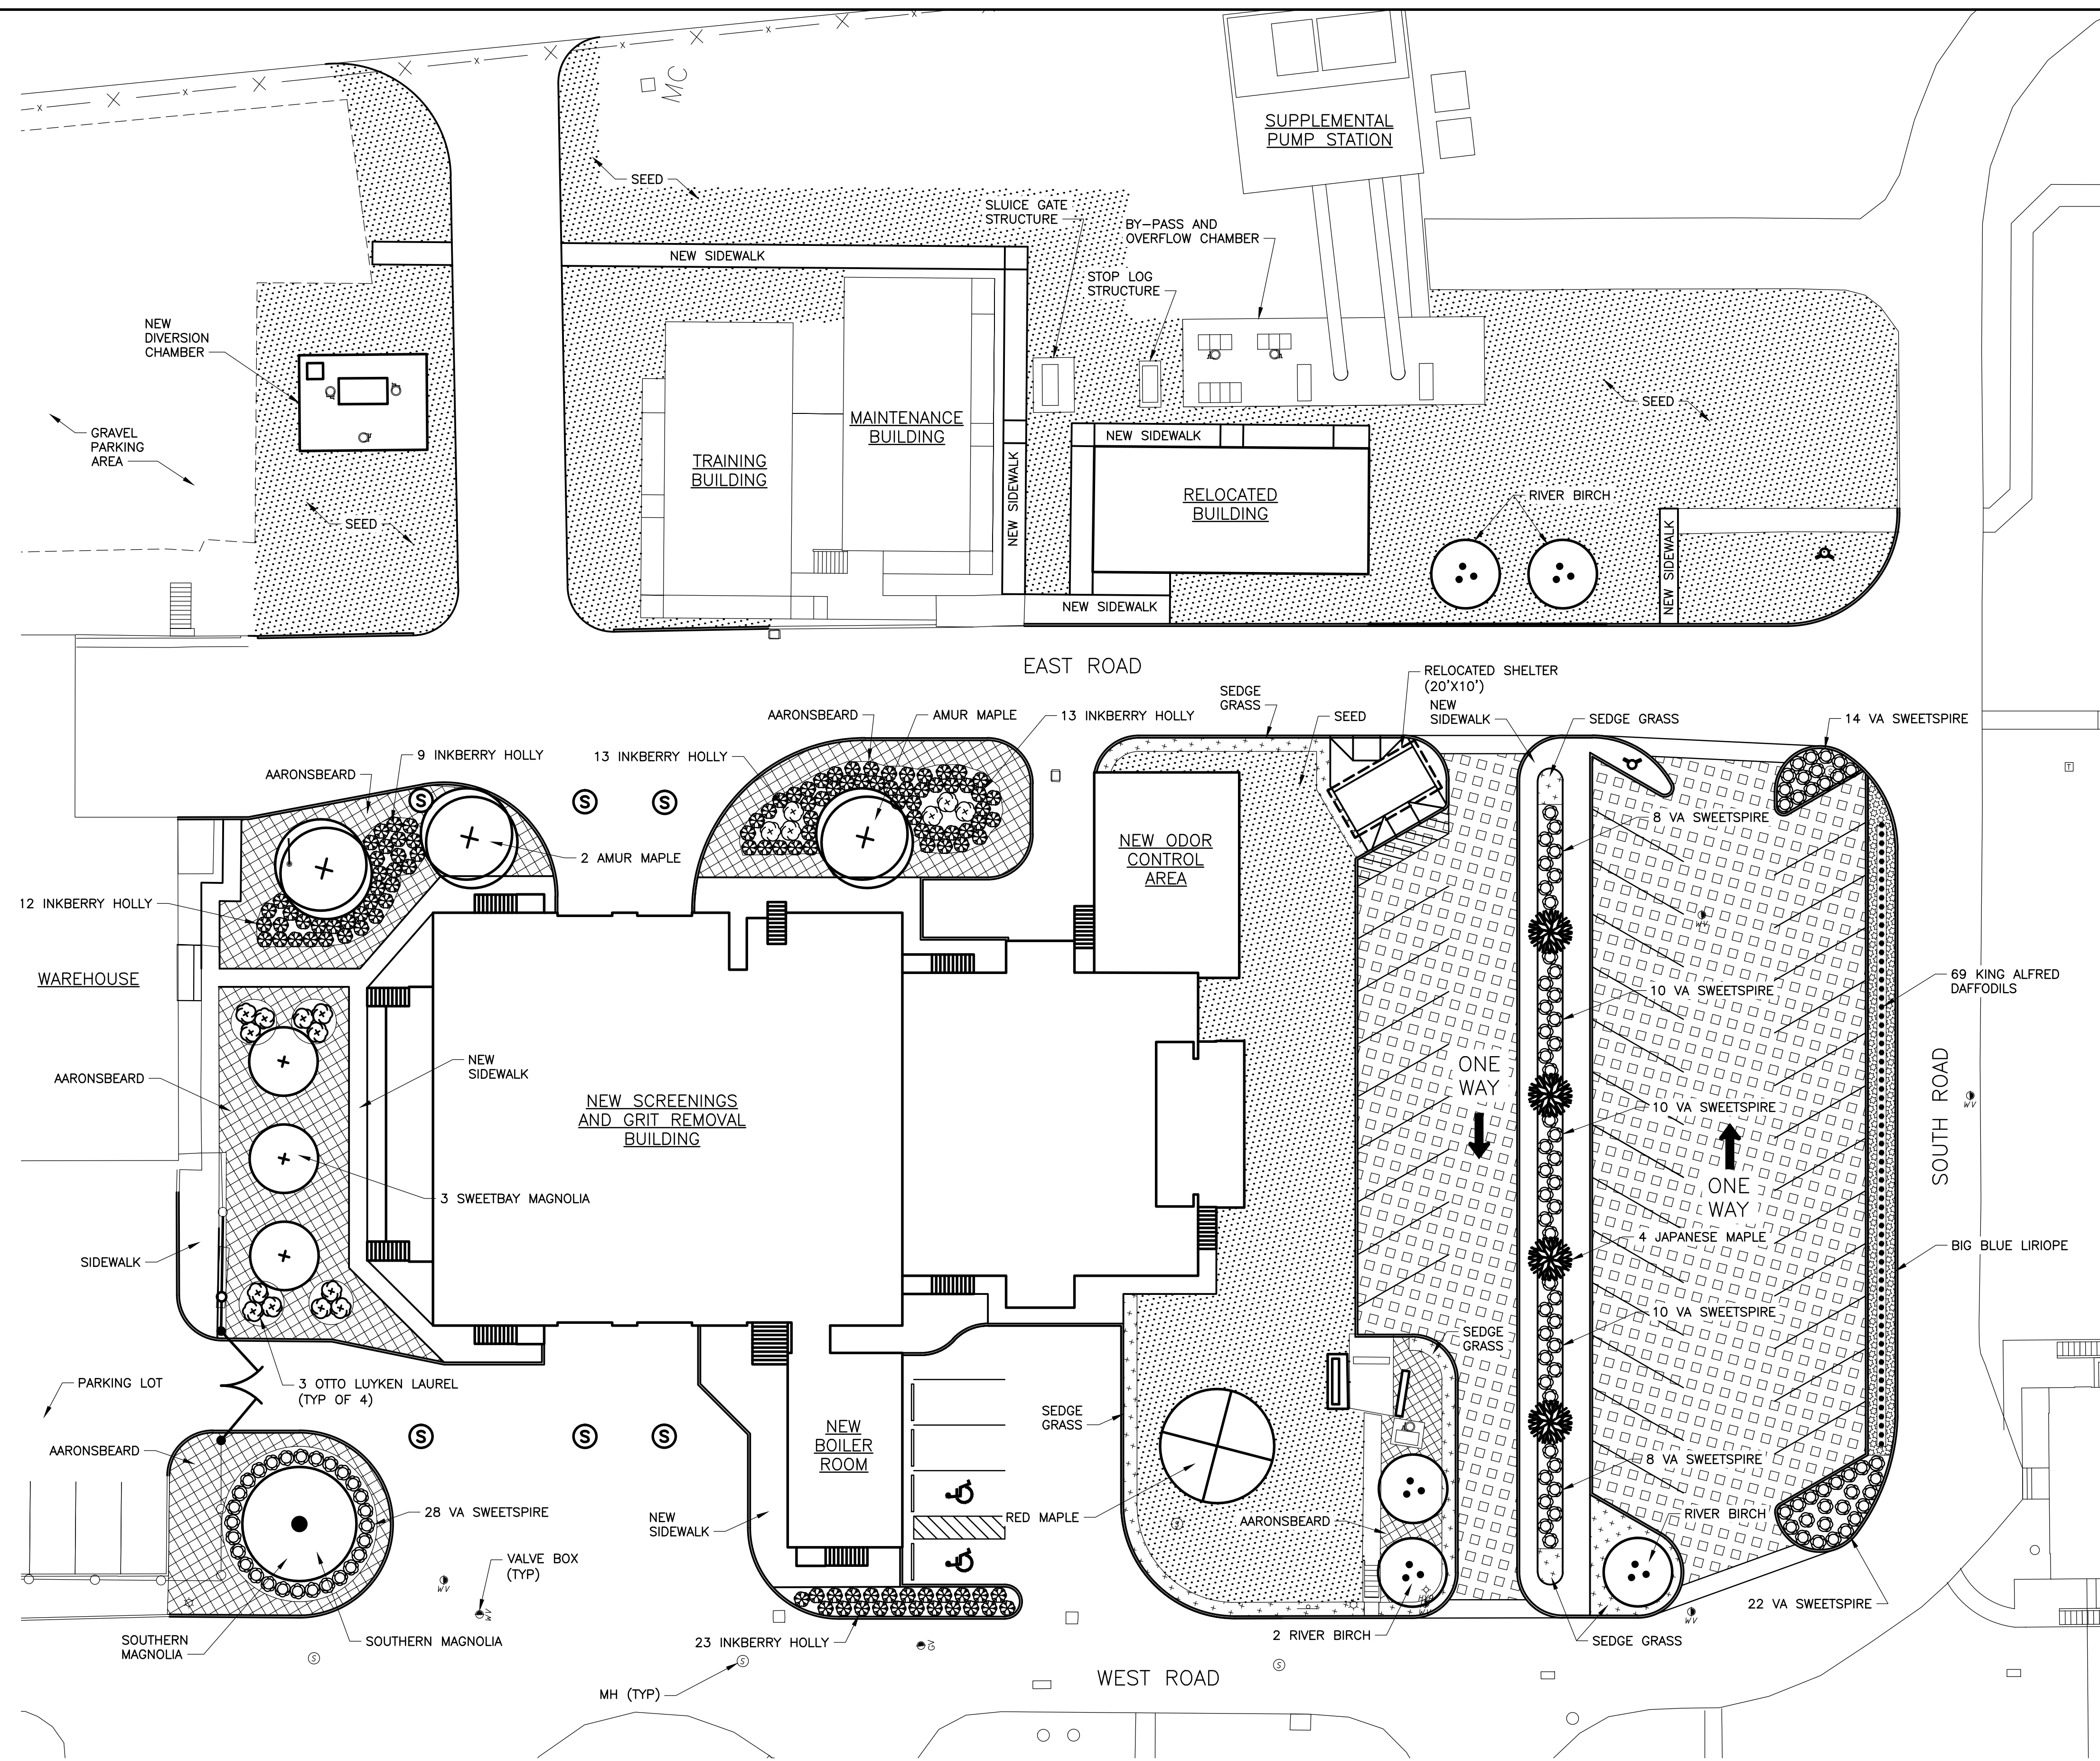 MC
SUPPLEMENTAL
PUMP STATION
SEED
SLUICE GATE
STRUCTURE
BY-PASS AND
OVERFLOW CHAMBER
NEW SIDEWALK
STOP LOG
STRUCTURE
NEW
DIVERSION
CHAMBER
GRAVEL
PARKING
AREA
MAINTENANCE
BUILDING
TRAINING
BUILDING
NEW SIDEWALK
NEW SIDEWALK
SEED
RELOCATED
BUILDING
RIVER BIRCH
SEED
NEW SIDEWALK
NEW SIDEWALK
EAST ROAD
RELOCATED SHELTER
(20'X10')
NEW
SIDEWALK
SEDGE
GRASS
SEED
SEDGE GRASS
14 VA SWEETSPIRE
AARONSBEARD
AMUR MAPLE
13 INKBERRY HOLLY
9 INKBERRY HOLLY
13 INKBERRY HOLLY
AARONSBEARD
T
S
S
S
8 VA SWEETSPIRE
2 AMUR MAPLE
NEW ODOR
CONTROL
AREA
12 INKBERRY HOLLY
WV
WAREHOUSE
69 KING ALFRED
DAFFODILS
10 VA SWEETSPIRE
NEW
SIDEWALK
AARONSBEARD
ONE
WAY
NEW SCREENINGS
AND GRIT REMOVAL
BUILDING
10 VA SWEETSPIRE
SOUTH ROAD
WV
3 SWEETBAY MAGNOLIA
ONE
WAY
4 JAPANESE MAPLE
BIG BLUE LIRIOPE
SIDEWALK
10 VA SWEETSPIRE
SEDGE
GRASS
PARKING LOT
3 OTTO LUYKEN LAUREL
(TYP OF 4)
SEDGE
GRASS
S
S
S
NEW
BOILER
ROOM
AARONSBEARD
8 VA SWEETSPIRE
28 VA SWEETSPIRE
NEW
SIDEWALK
RED MAPLE
AARONSBEARD
RIVER BIRCH
VALVE BOX
(TYP)
WV
WV
22 VA SWEETSPIRE
WV
SOUTHERN
MAGNOLIA
SOUTHERN MAGNOLIA
23 INKBERRY HOLLY
GV
2 RIVER BIRCH
SEDGE GRASS
S
S
S
MH (TYP)
WEST ROAD